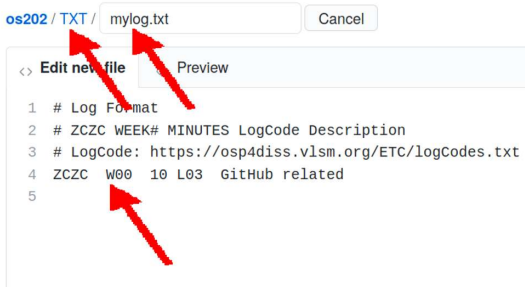 os202 / TXT / mylog.txt Cancel
<> Edit new file Preview
1 # Log Format
2 # ZCZC WEEK# MINUTES LogCode Description
3 # LogCode: https://osp4diss.vlsm.org/ETC/logCodes.txt
4 ZCZC  W00  10 L03  GitHub related
5